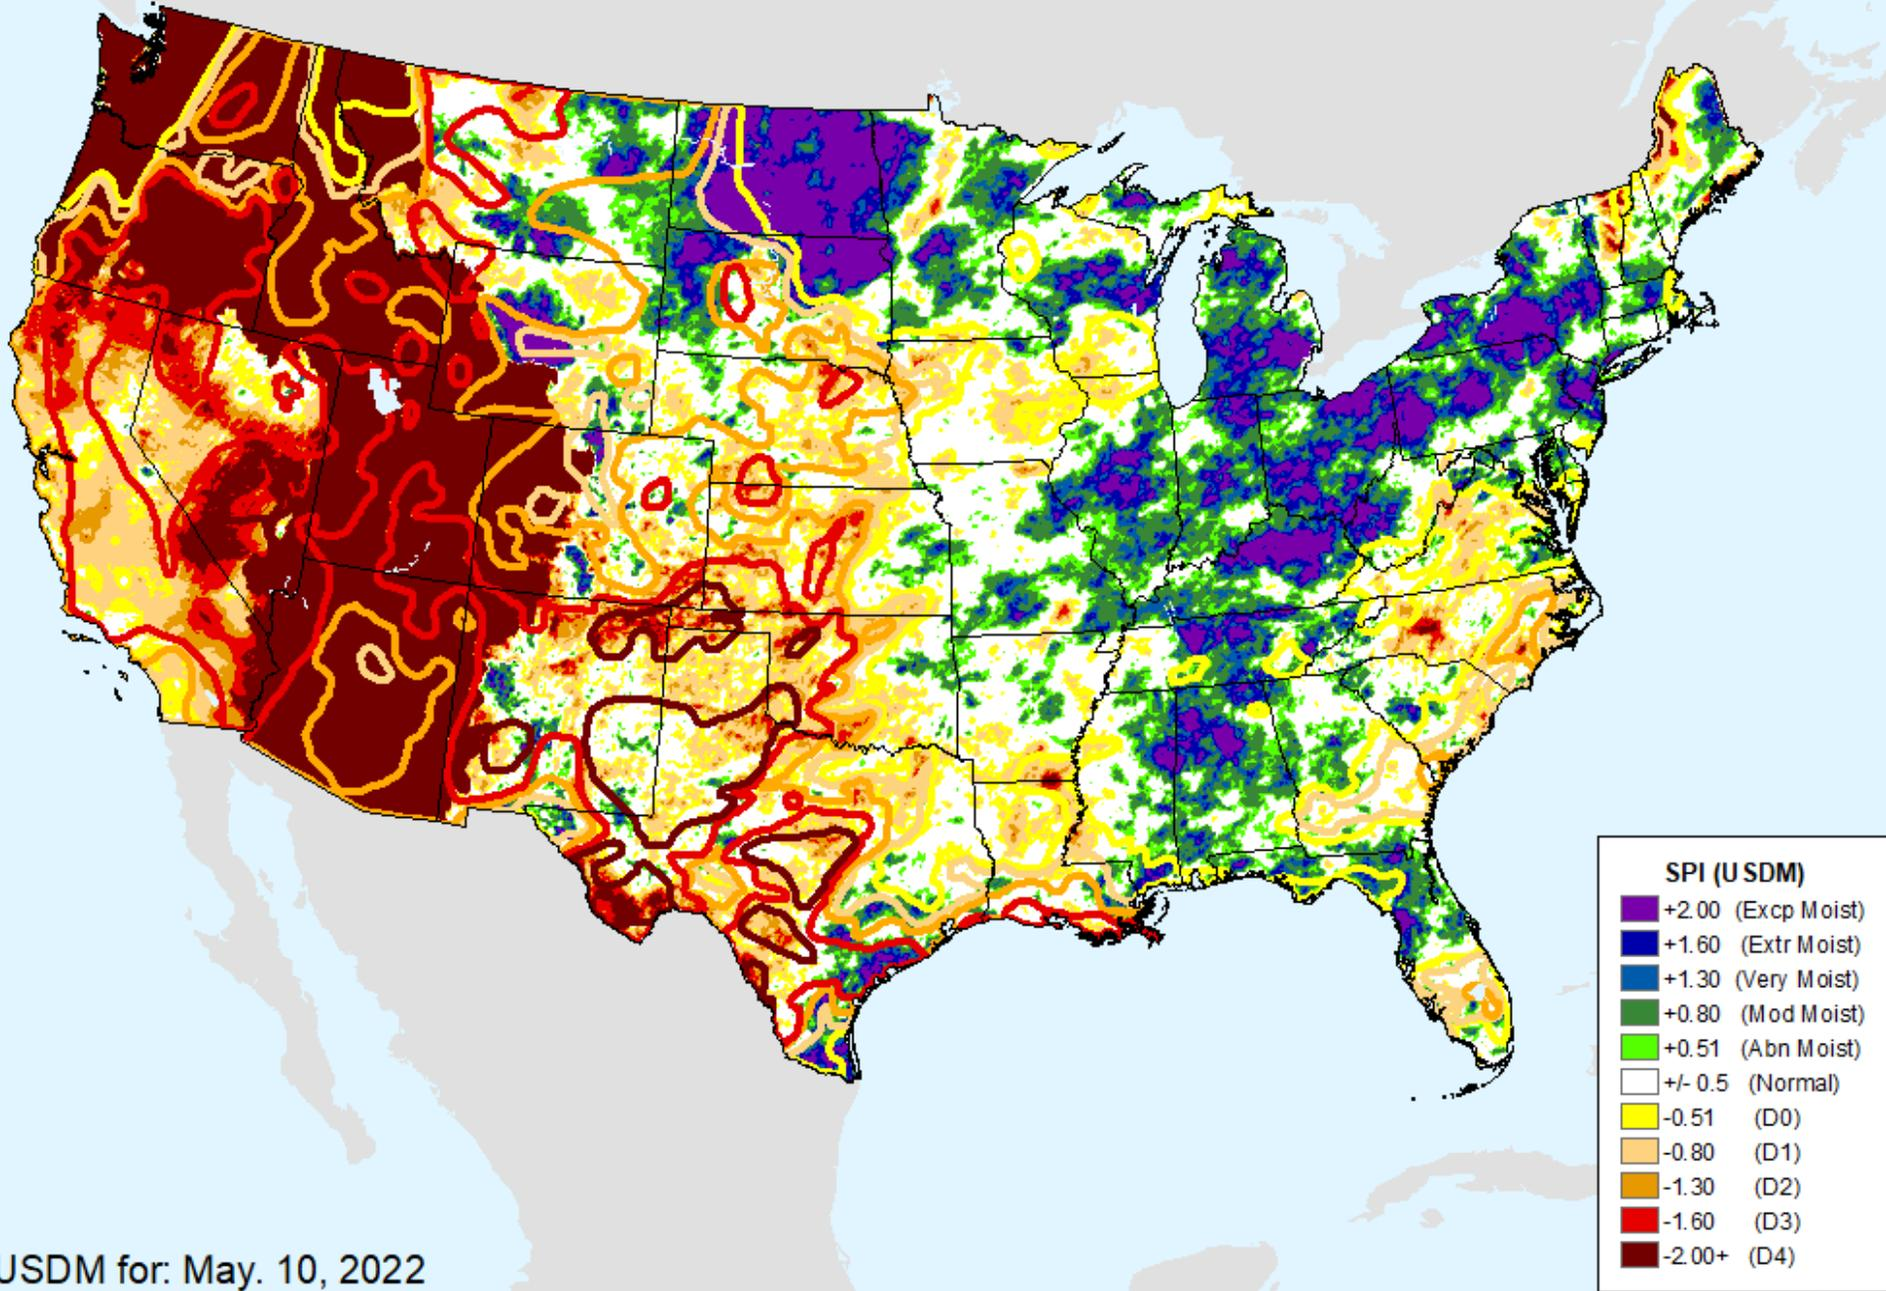 SPI (USDM)
+2.00 (Excp Moist)
+1.60 (Extr Moist)
+1.30 (Very Moist)
+0.80 (Mod Moist)
+0.51 (Abn Moist)
+/- 0.5 (Normal)
-0.51 (D0)
-0.80 (D1)
-1.30 (D2)
-1.60 (D3)
-2.00+ (D4)
USDM for: May. 10, 2022